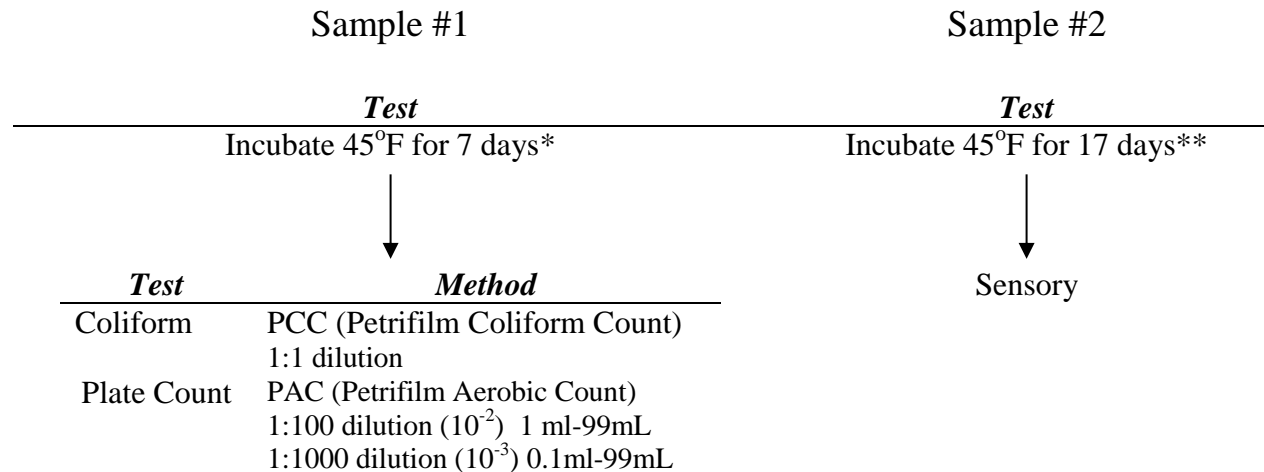 Sample #1 Sample #2
Test Test
Incubate 45°F for 7 days* Incubate 45°F for 17 days**
Test Method Sensory
Coliform PCC (Petrifilm Coliform Count)
1:1 dilution
Plate Count PAC (Petrifilm Aerobic Count)
1:100 dilution (10⁻²) 1 ml-99mL
1:1000 dilution (10⁻³) 0.1ml-99mL